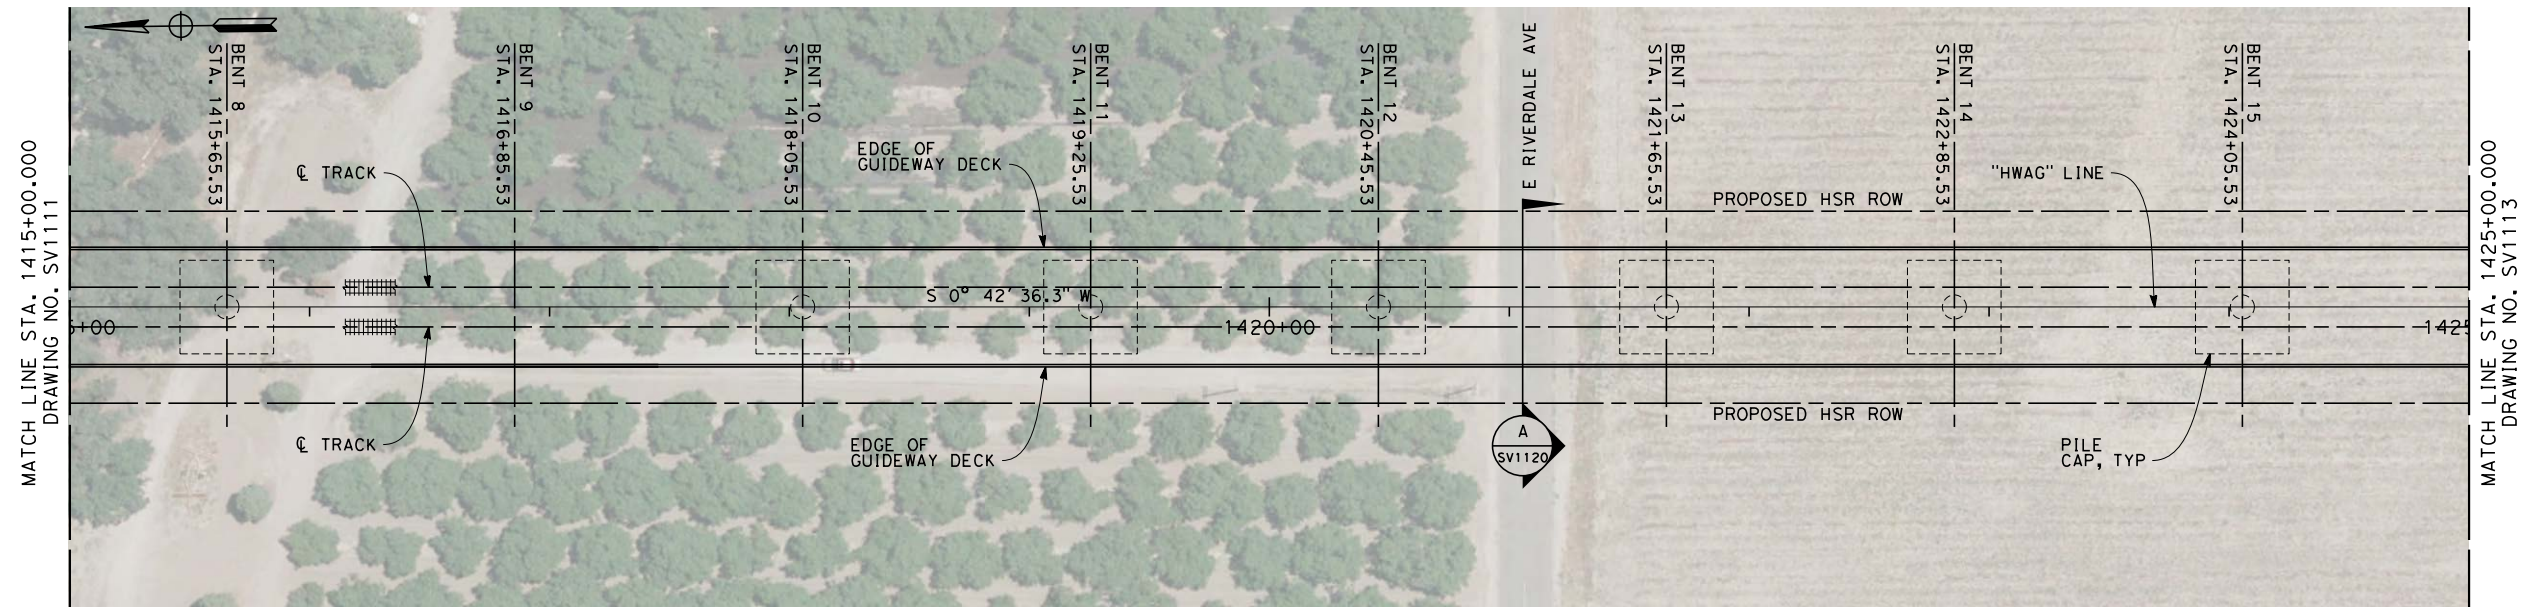 MATCH LINE STA. 1415+00.000
DRAWING NO. SV1111
BENT 8
STA. 1415+65.53
BENT 9
STA. 1416+85.53
BENT 10
STA. 1418+05.53
BENT 11
STA. 1419+25.53
BENT 12
STA. 1420+45.53
E RIVERDALE AVE
BENT 13
STA. 1421+65.53
BENT 14
STA. 1422+85.53
BENT 15
STA. 1424+05.53
EDGE OF
GUIDEWAY DECK
℄ TRACK
"HWAG" LINE
PROPOSED HSR ROW
S 0° 42' 36.3" W
5+00
1420+00
1425
PROPOSED HSR ROW
℄ TRACK
EDGE OF
GUIDEWAY DECK
A
SV1120
PILE
CAP, TYP
MATCH LINE STA. 1425+00.000
DRAWING NO. SV1113